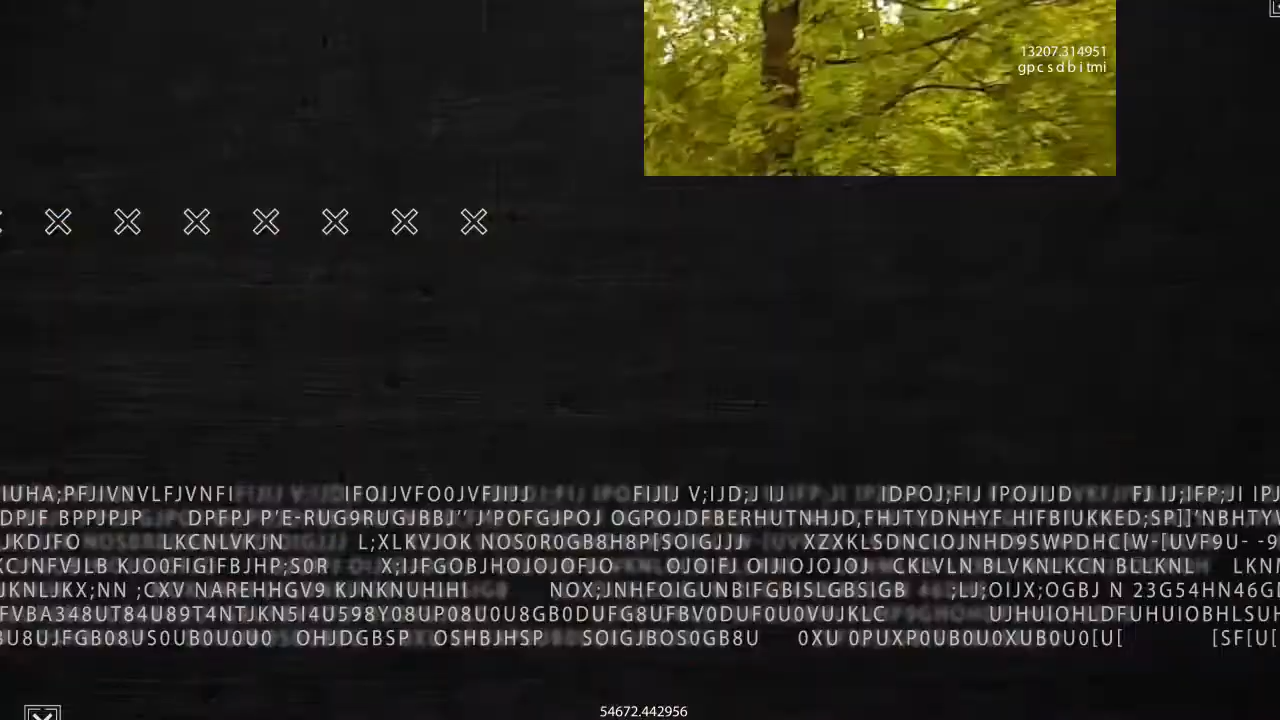 13207.314951
gpcsdbitmi
IUHA;PFJIVNVLFJVNFI IFOIJVFO0JVFJIJJ FIJIJ V;IJD;J IJ IDPOJ;FIJ IPOJIJD FJ IJ;IFP;JI IPJ
DPJF BPPJPJP DPFPJ P'E-RUG9RUGJBBJ'' J'POFGJPOJ OGPOJDFBERHUTNHJD,FHJTYDNHYF HIFBIUKKED;SP]]'NBHTY
JKDJFO LKCNLVKJN L;XLKVJOK NOS0R0GB8H8P[SOIGJJJ XZXKLSDNCIOJNHD9SWPDHC[W-[UVF9U- -9
KCJNFVJLB KJO0FIGIFBJHP;S0R X;IJFGOBJHOJOJOFJO OJOIFJ OIJIOJOJOJ CKLVLN BLVKNLKCN BLLKNL LKN
JKNLJKX;NN ;CXV NAREHHGV9 KJNKNUHIHI NOX;JNHFOIGUNBIFGBISLGBSIGB ;LJ;OIJX;OGBJ N 23G54HN46G
FVBA348UT84U89T4NTJKN5I4U598Y08UP08U0U8GB0DUFG8UFBV0DUF0U0VUJKLC UJHUIOHLDFUHUIOBHLSUH
U8UJFGB08US0UB0U0U0 OHJDGBSP OSHBJHSP SOIGJBOS0GB8U 0XU 0PUXP0UB0U0XUB0U0[U[ [SF[U[
54672.442956